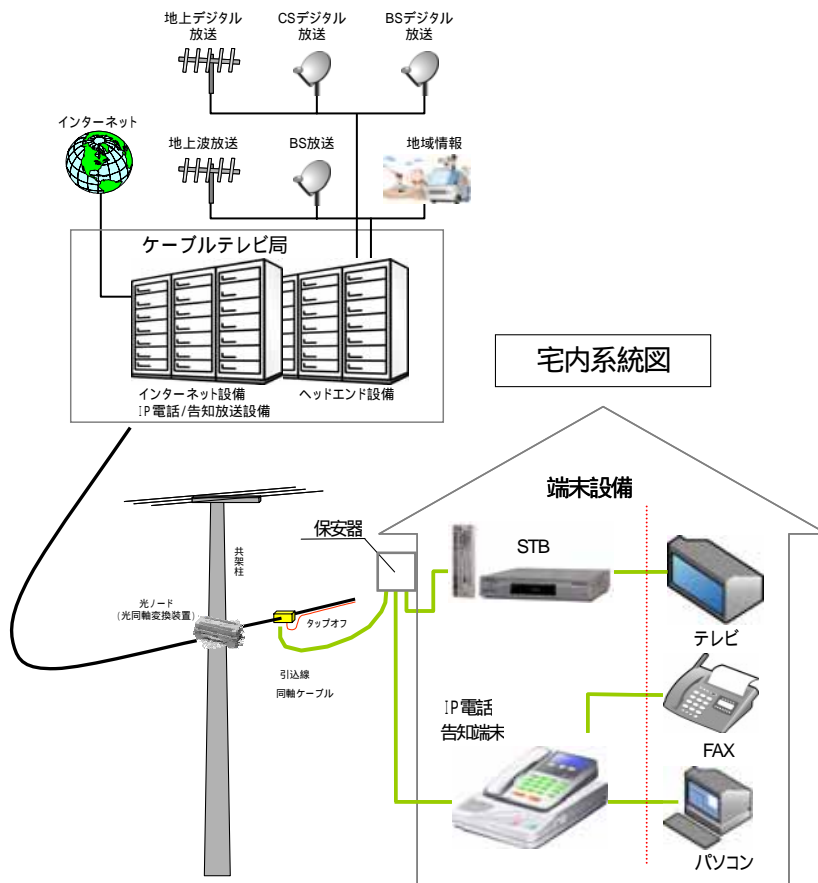 地上デジタル
放送
CSデジタル
放送
BSデジタル
放送
インターネット
地上波放送
BS放送
地域情報
ケーブルテレビ局
インターネット設備
IP電話/告知放送設備
ヘッドエンド設備
宅内系統図
端末設備
保安器
STB
共架柱
光ノード
(光同軸変換装置)
タップオフ
テレビ
引込線
同軸ケーブル
IP電話
告知端末
FAX
パソコン